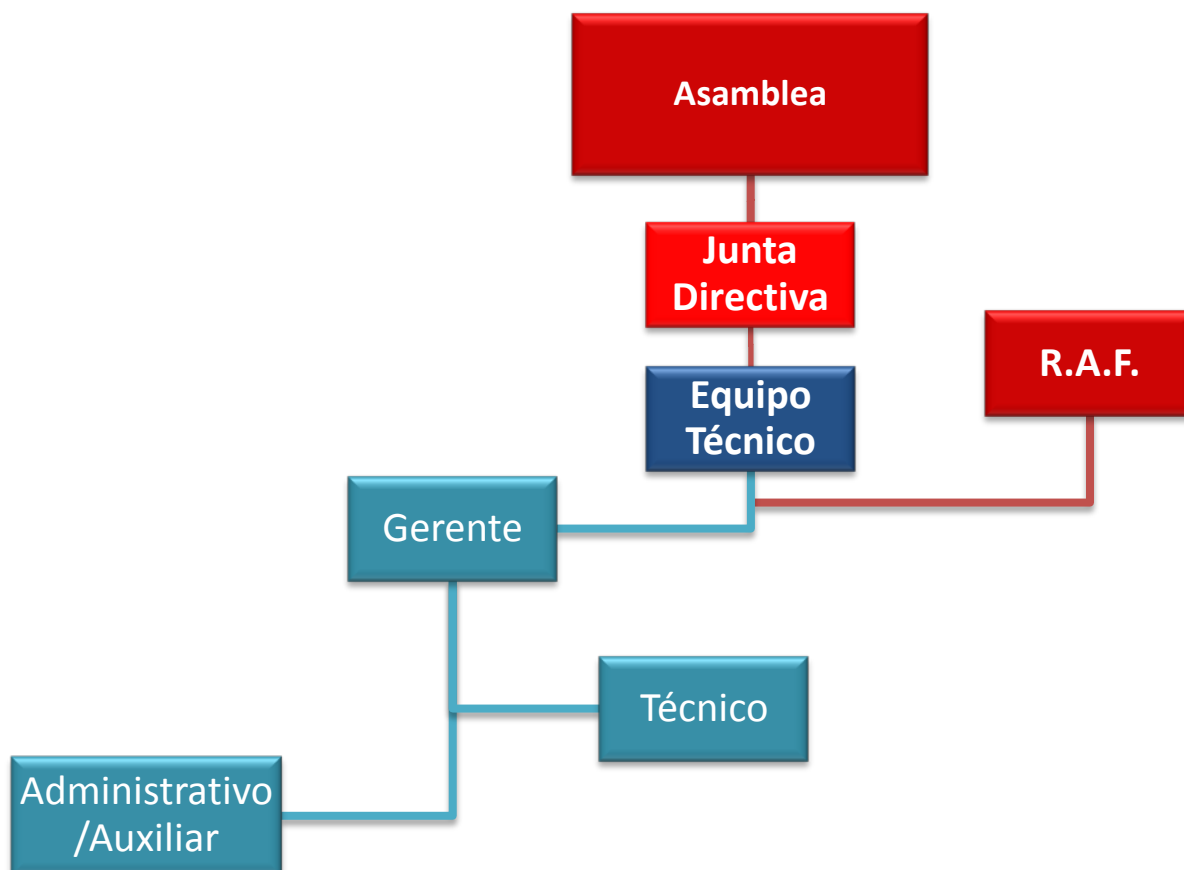 Asamblea
Junta
Directiva
R.A.F.
Equipo
Técnico
Gerente
Técnico
Administrativo
/Auxiliar